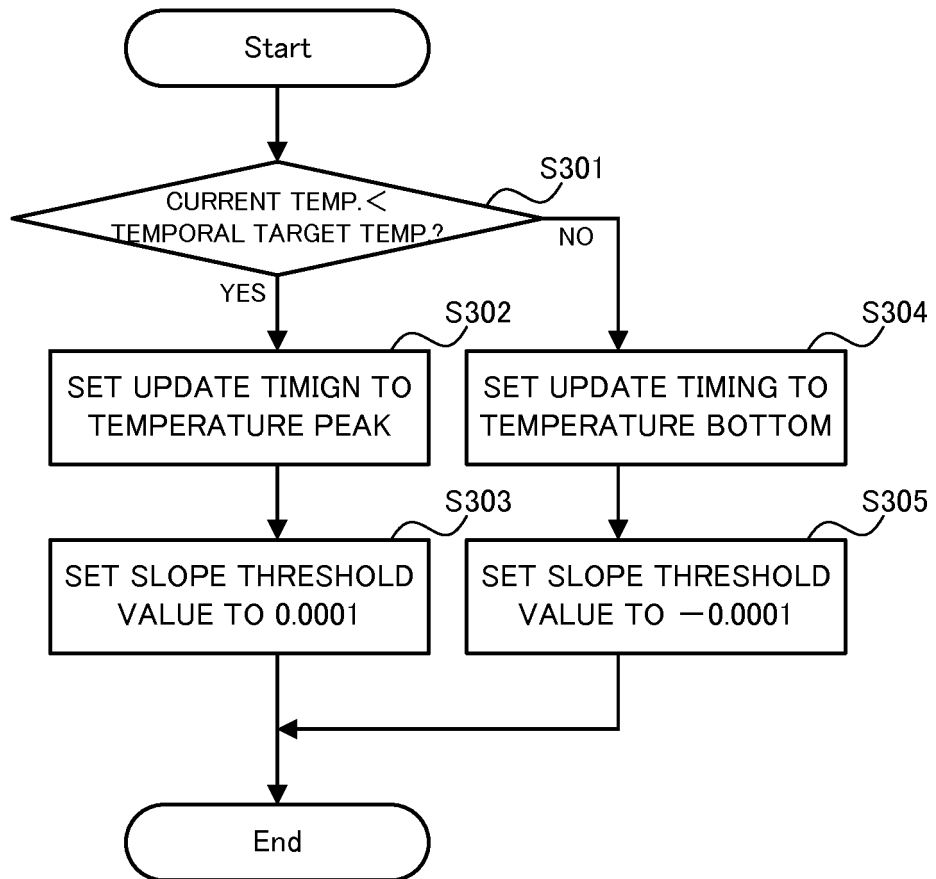 Start
S301
CURRENT TEMP.<
TEMPORAL TARGET TEMP.?
NO
YES
S302
SET UPDATE TIMIGN TO
TEMPERATURE PEAK
S304
SET UPDATE TIMING TO
TEMPERATURE BOTTOM
S303
SET SLOPE THRESHOLD
VALUE TO 0.0001
S305
SET SLOPE THRESHOLD
VALUE TO −0.0001
End